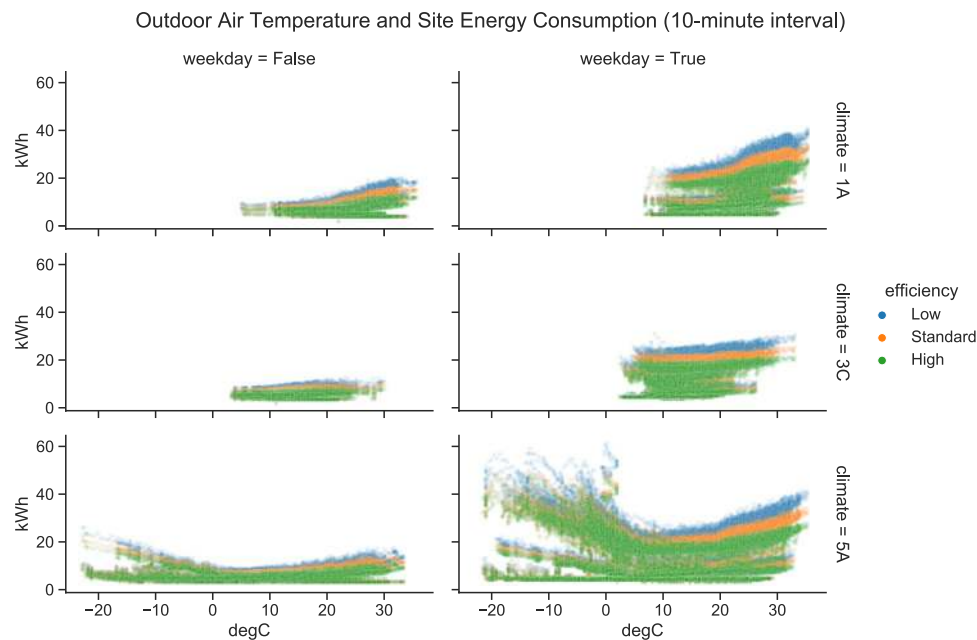 Outdoor Air Temperature and Site Energy Consumption (10-minute interval)
weekday = False
weekday = True
60
40
20
0
kWh
climate = 1A
60
40
20
0
kWh
climate = 3C
efficiency
Low
Standard
High
60
40
20
0
kWh
climate = 5A
−20 −10 0 10 20 30
degC
−20 −10 0 10 20 30
degC